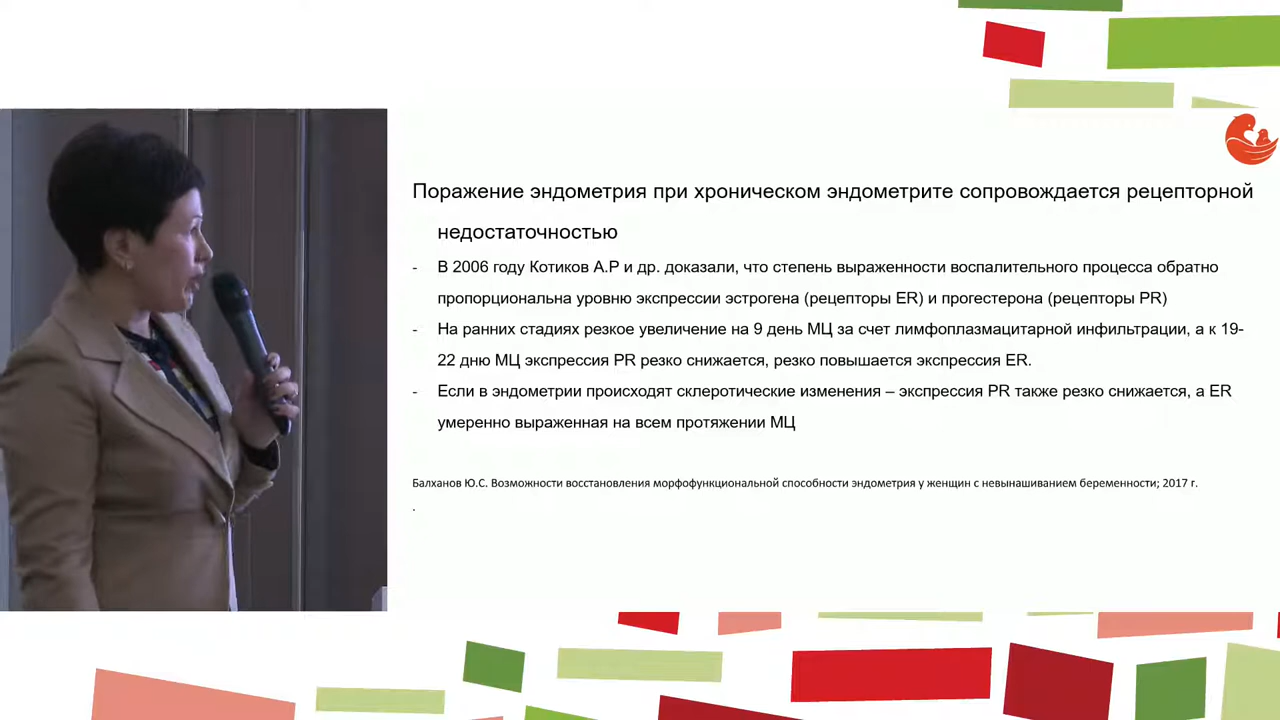 Поражение эндометрия при хроническом эндометрите сопровождается рецепторной
недостаточностью
- В 2006 году Котиков А.Р и др. доказали, что степень выраженности воспалительного процесса обратно
пропорциональна уровню экспрессии эстрогена (рецепторы ER) и прогестерона (рецепторы PR)
- На ранних стадиях резкое увеличение на 9 день МЦ за счет лимфоплазмацитарной инфильтрации, а к 19-
22 дню МЦ экспрессия PR резко снижается, резко повышается экспрессия ER.
- Если в эндометрии происходят склеротические изменения – экспрессия PR также резко снижается, а ER
умеренно выраженная на всем протяжении МЦ
Балханов Ю.С. Возможности восстановления морфофункциональной способности эндометрия у женщин с невынашиванием беременности; 2017 г.
.